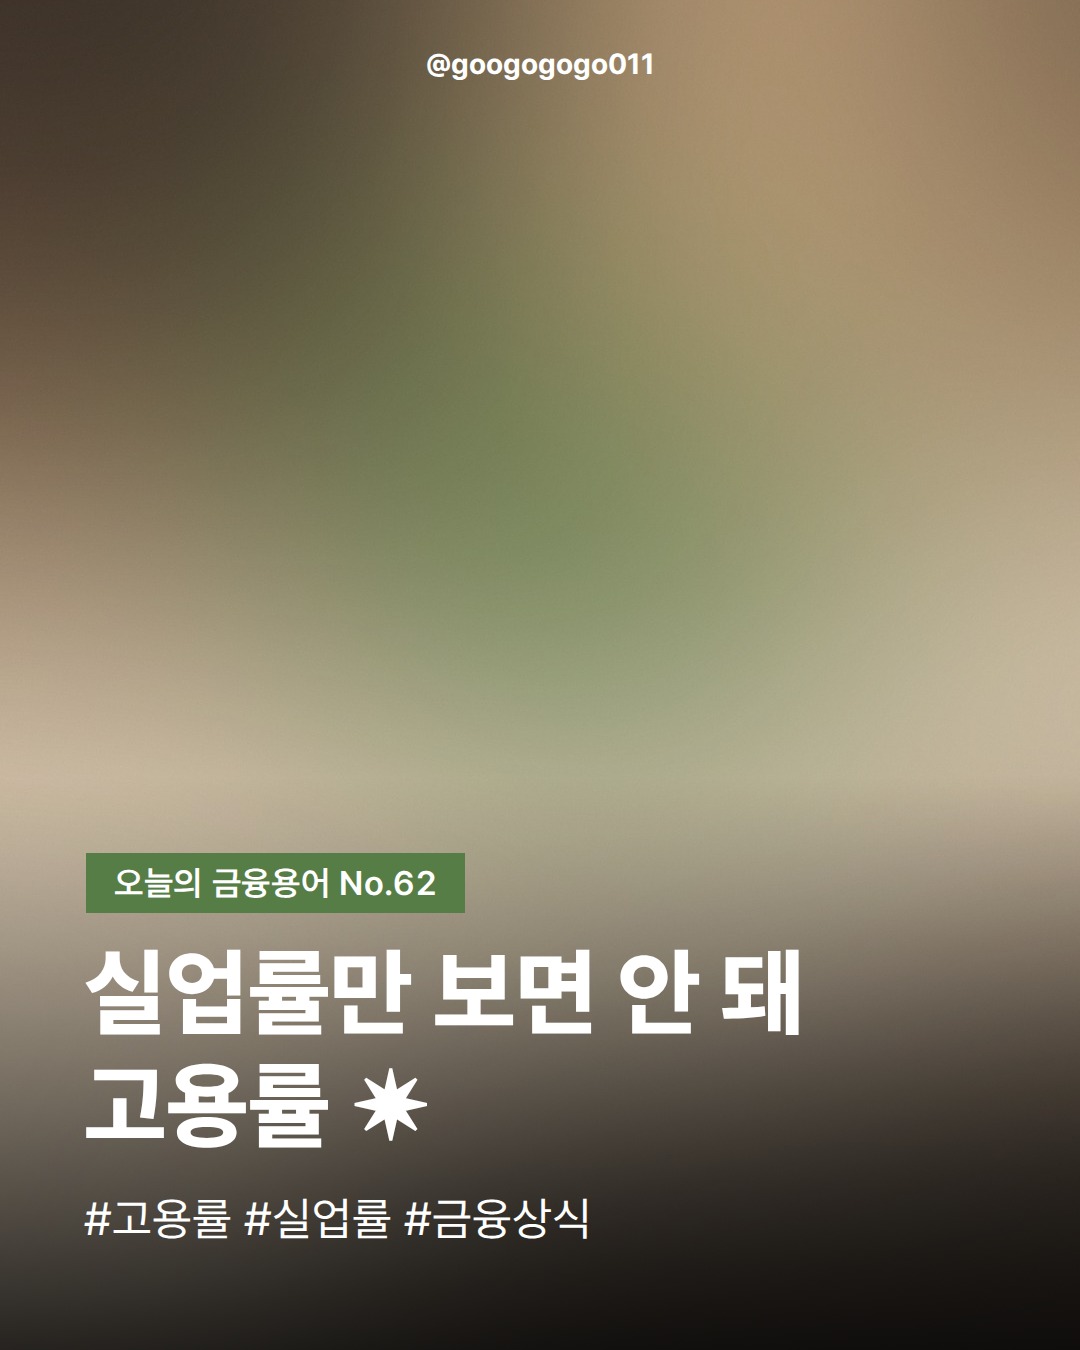 @googogogo011
오늘의 금융용어 No.62
실업률만 보면 안 돼
고용률 ✷
#고용률 #실업률 #금융상식